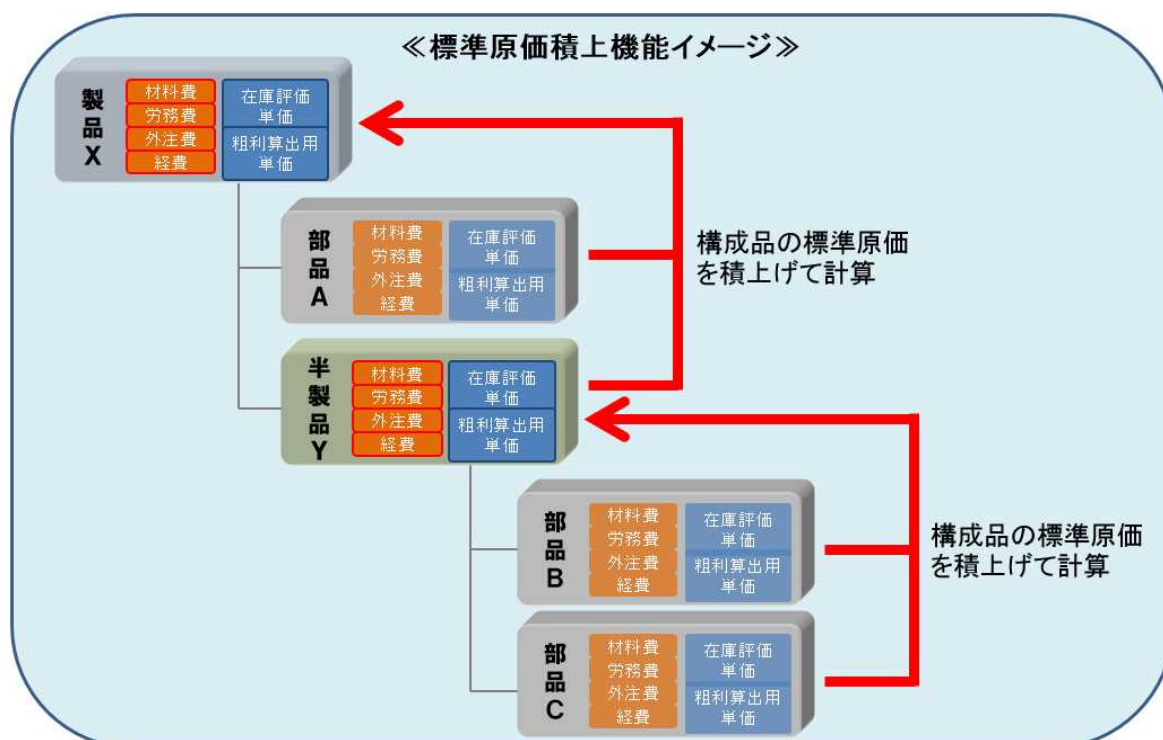 ≪標準原価積上機能イメージ≫
製品X
材料費
労務費
外注費
経費
在庫評価
単価
粗利算出用
単価
部品A
材料費
労務費
外注費
経費
在庫評価
単価
粗利算出用
単価
構成品の標準原価
を積上げて計算
半製品Y
材料費
労務費
外注費
経費
在庫評価
単価
粗利算出用
単価
部品B
材料費
労務費
外注費
経費
在庫評価
単価
粗利算出用
単価
構成品の標準原価
を積上げて計算
部品C
材料費
労務費
外注費
経費
在庫評価
単価
粗利算出用
単価